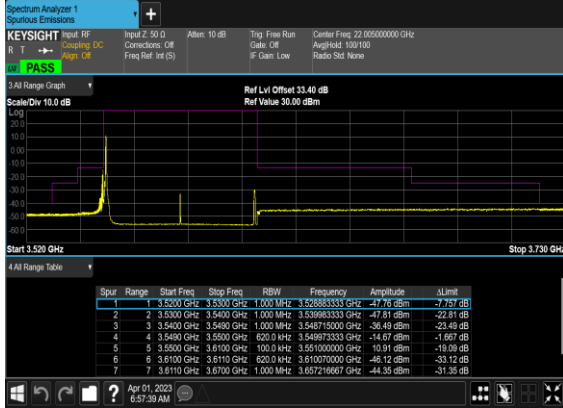 Spectrum Analyzer 1
Spurious Emissions
+
KEYSIGHT Input: RF Input Z: 50 Ω Atten: 10 dB Trig: Free Run Center Freq: 22.005000000 GHz
R T Coupling: DC Corrections: Off Gate: Off Avg|Hold: 100/100
Align: Off Freq Ref: Int (S) IF Gain: Low Radio Std: None
PASS
3 All Range Graph
Ref Lvl Offset 33.40 dB
Scale/Div 10.0 dB Ref Value 30.00 dBm
Log
20.0
10.0
0.00
-10.0
-20.0
-30.0
-40.0
-50.0
-60.0
Start 3.520 GHz Stop 3.730 GHz
4 All Range Table
Spur Range Start Freq Stop Freq RBW Frequency Amplitude ΔLimit
1 1 3.5200 GHz 3.5300 GHz 1.000 MHz 3.528883333 GHz -47.76 dBm -7.757 dB
2 2 3.5300 GHz 3.5400 GHz 1.000 MHz 3.539983333 GHz -47.81 dBm -22.81 dB
3 3 3.5400 GHz 3.5490 GHz 1.000 MHz 3.548715000 GHz -36.49 dBm -23.49 dB
4 4 3.5490 GHz 3.5500 GHz 620.0 kHz 3.549973333 GHz -14.67 dBm -1.667 dB
5 5 3.5500 GHz 3.6100 GHz 100.0 kHz 3.551000000 GHz 10.91 dBm -19.09 dB
6 6 3.6100 GHz 3.6110 GHz 620.0 kHz 3.610070000 GHz -46.12 dBm -33.12 dB
7 7 3.6110 GHz 3.6700 GHz 1.000 MHz 3.657216667 GHz -44.35 dBm -31.35 dB
? Apr 01, 2023
6:57:39 AM